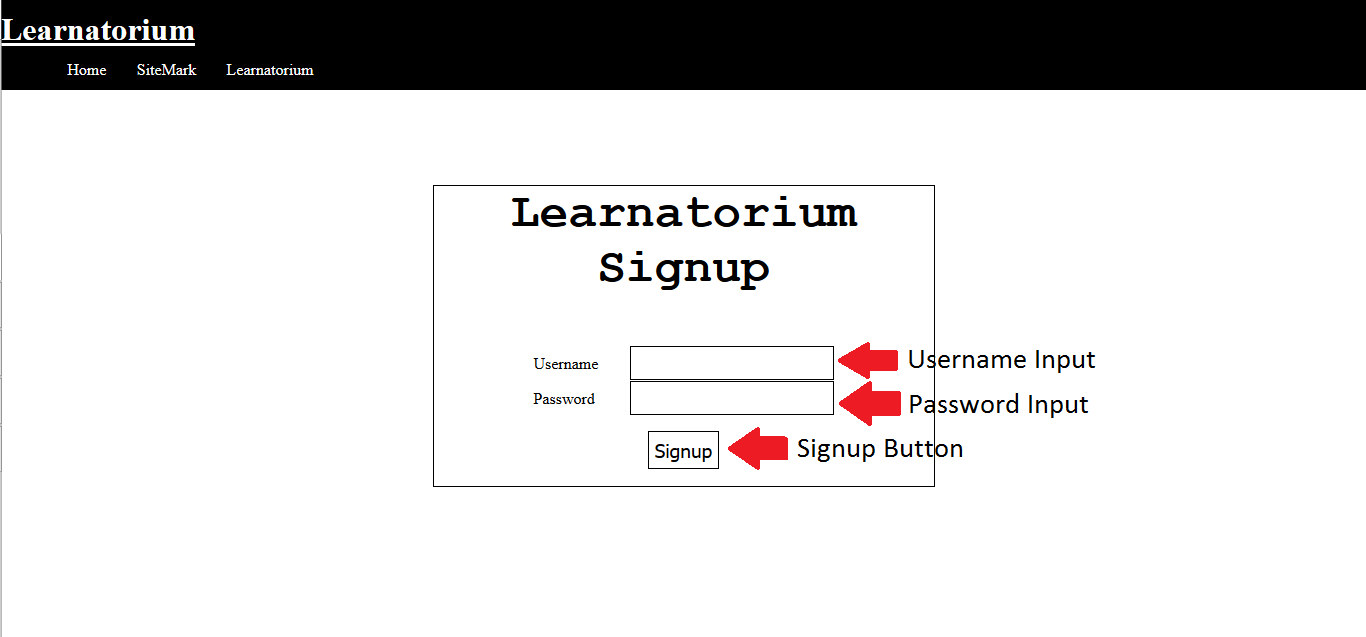 Learnatorium
Home SiteMark Learnatorium
Learnatorium
Signup
Username Username Input
Password Password Input
Signup Signup Button